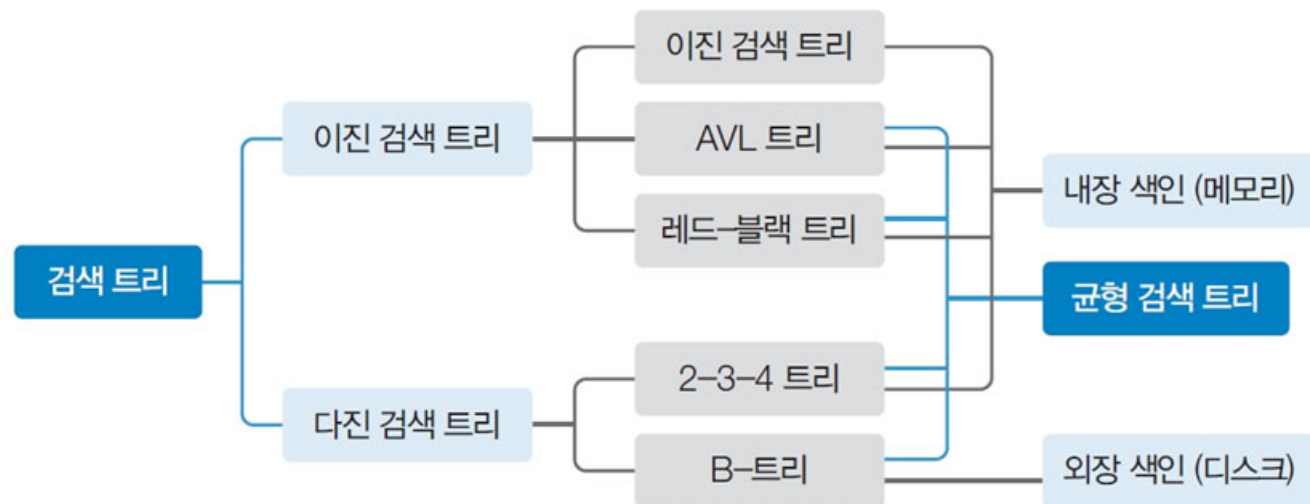 검색 트리
이진 검색 트리
다진 검색 트리
이진 검색 트리
AVL 트리
레드-블랙 트리
2-3-4 트리
B-트리
내장 색인 (메모리)
균형 검색 트리
외장 색인 (디스크)